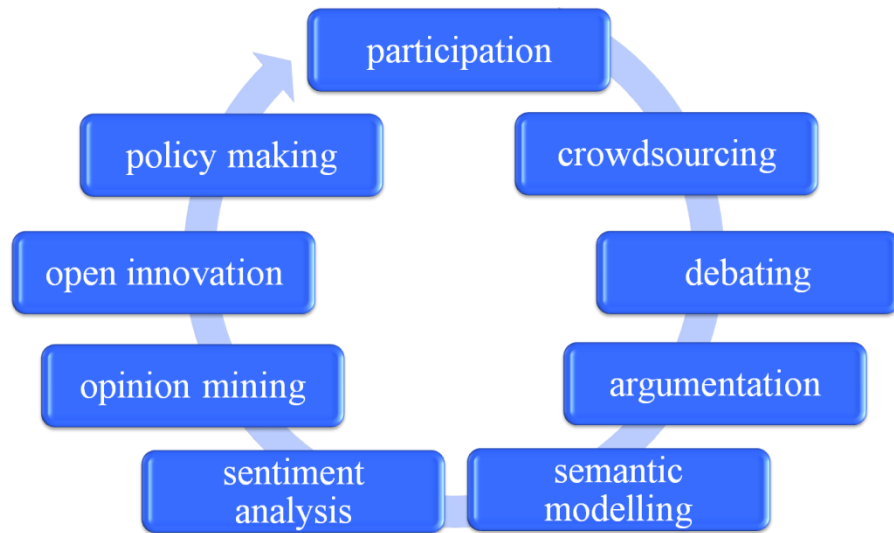 participation
crowdsourcing
debating
argumentation
semantic
modelling
sentiment
analysis
opinion mining
open innovation
policy making